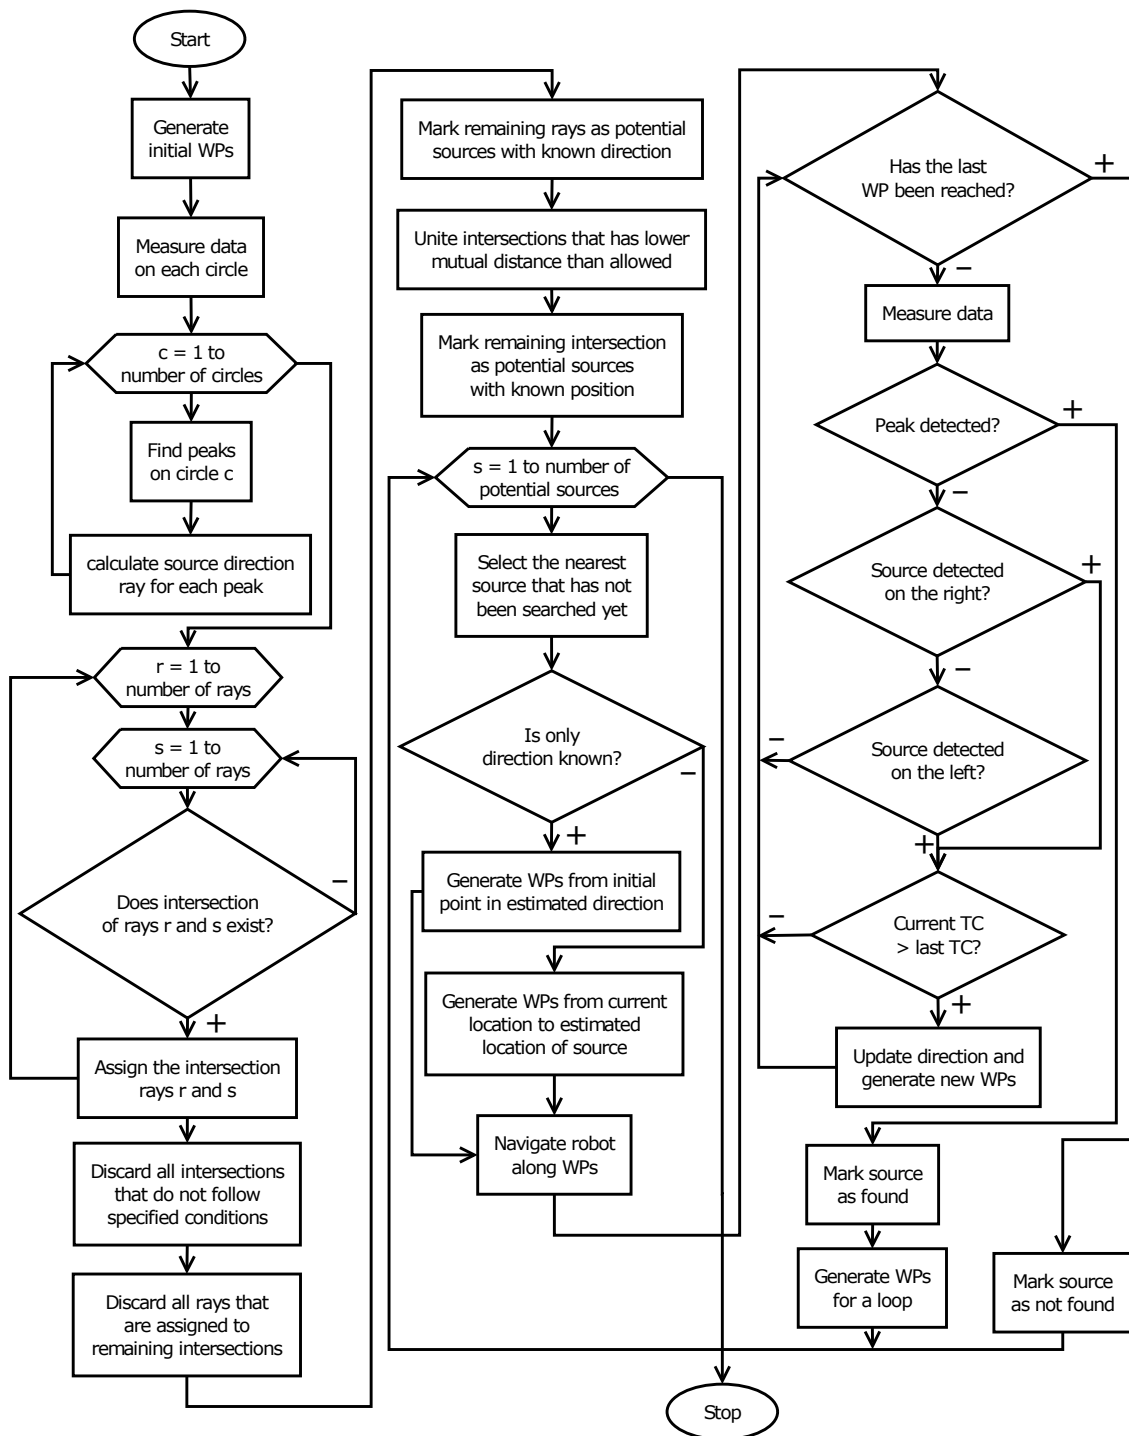 Start
Generate
initial WPs
Measure data
on each circle
c = 1 to
number of circles
Find peaks
on circle c
calculate source direction
ray for each peak
r = 1 to
number of rays
s = 1 to
number of rays
Does intersection
of rays r and s exist?
−
+
Assign the intersection
rays r and s
Discard all intersections
that do not follow
specified conditions
Discard all rays that
are assigned to
remaining intersections
Mark remaining rays as potential
sources with known direction
Unite intersections that has lower
mutual distance than allowed
Mark remaining intersection
as potential sources
with known position
s = 1 to number of
potential sources
Select the nearest
source that has not
been searched yet
Is only
direction known?
−
+
Generate WPs from initial
point in estimated direction
Generate WPs from current
location to estimated
location of source
Navigate robot
along WPs
Has the last
WP been reached?
+
−
Measure data
Peak detected?
+
−
Source detected
on the right?
+
−
Source detected
on the left?
−
+
Current TC
> last TC?
−
+
Update direction and
generate new WPs
Mark source
as found
Generate WPs
for a loop
Mark source
as not found
Stop